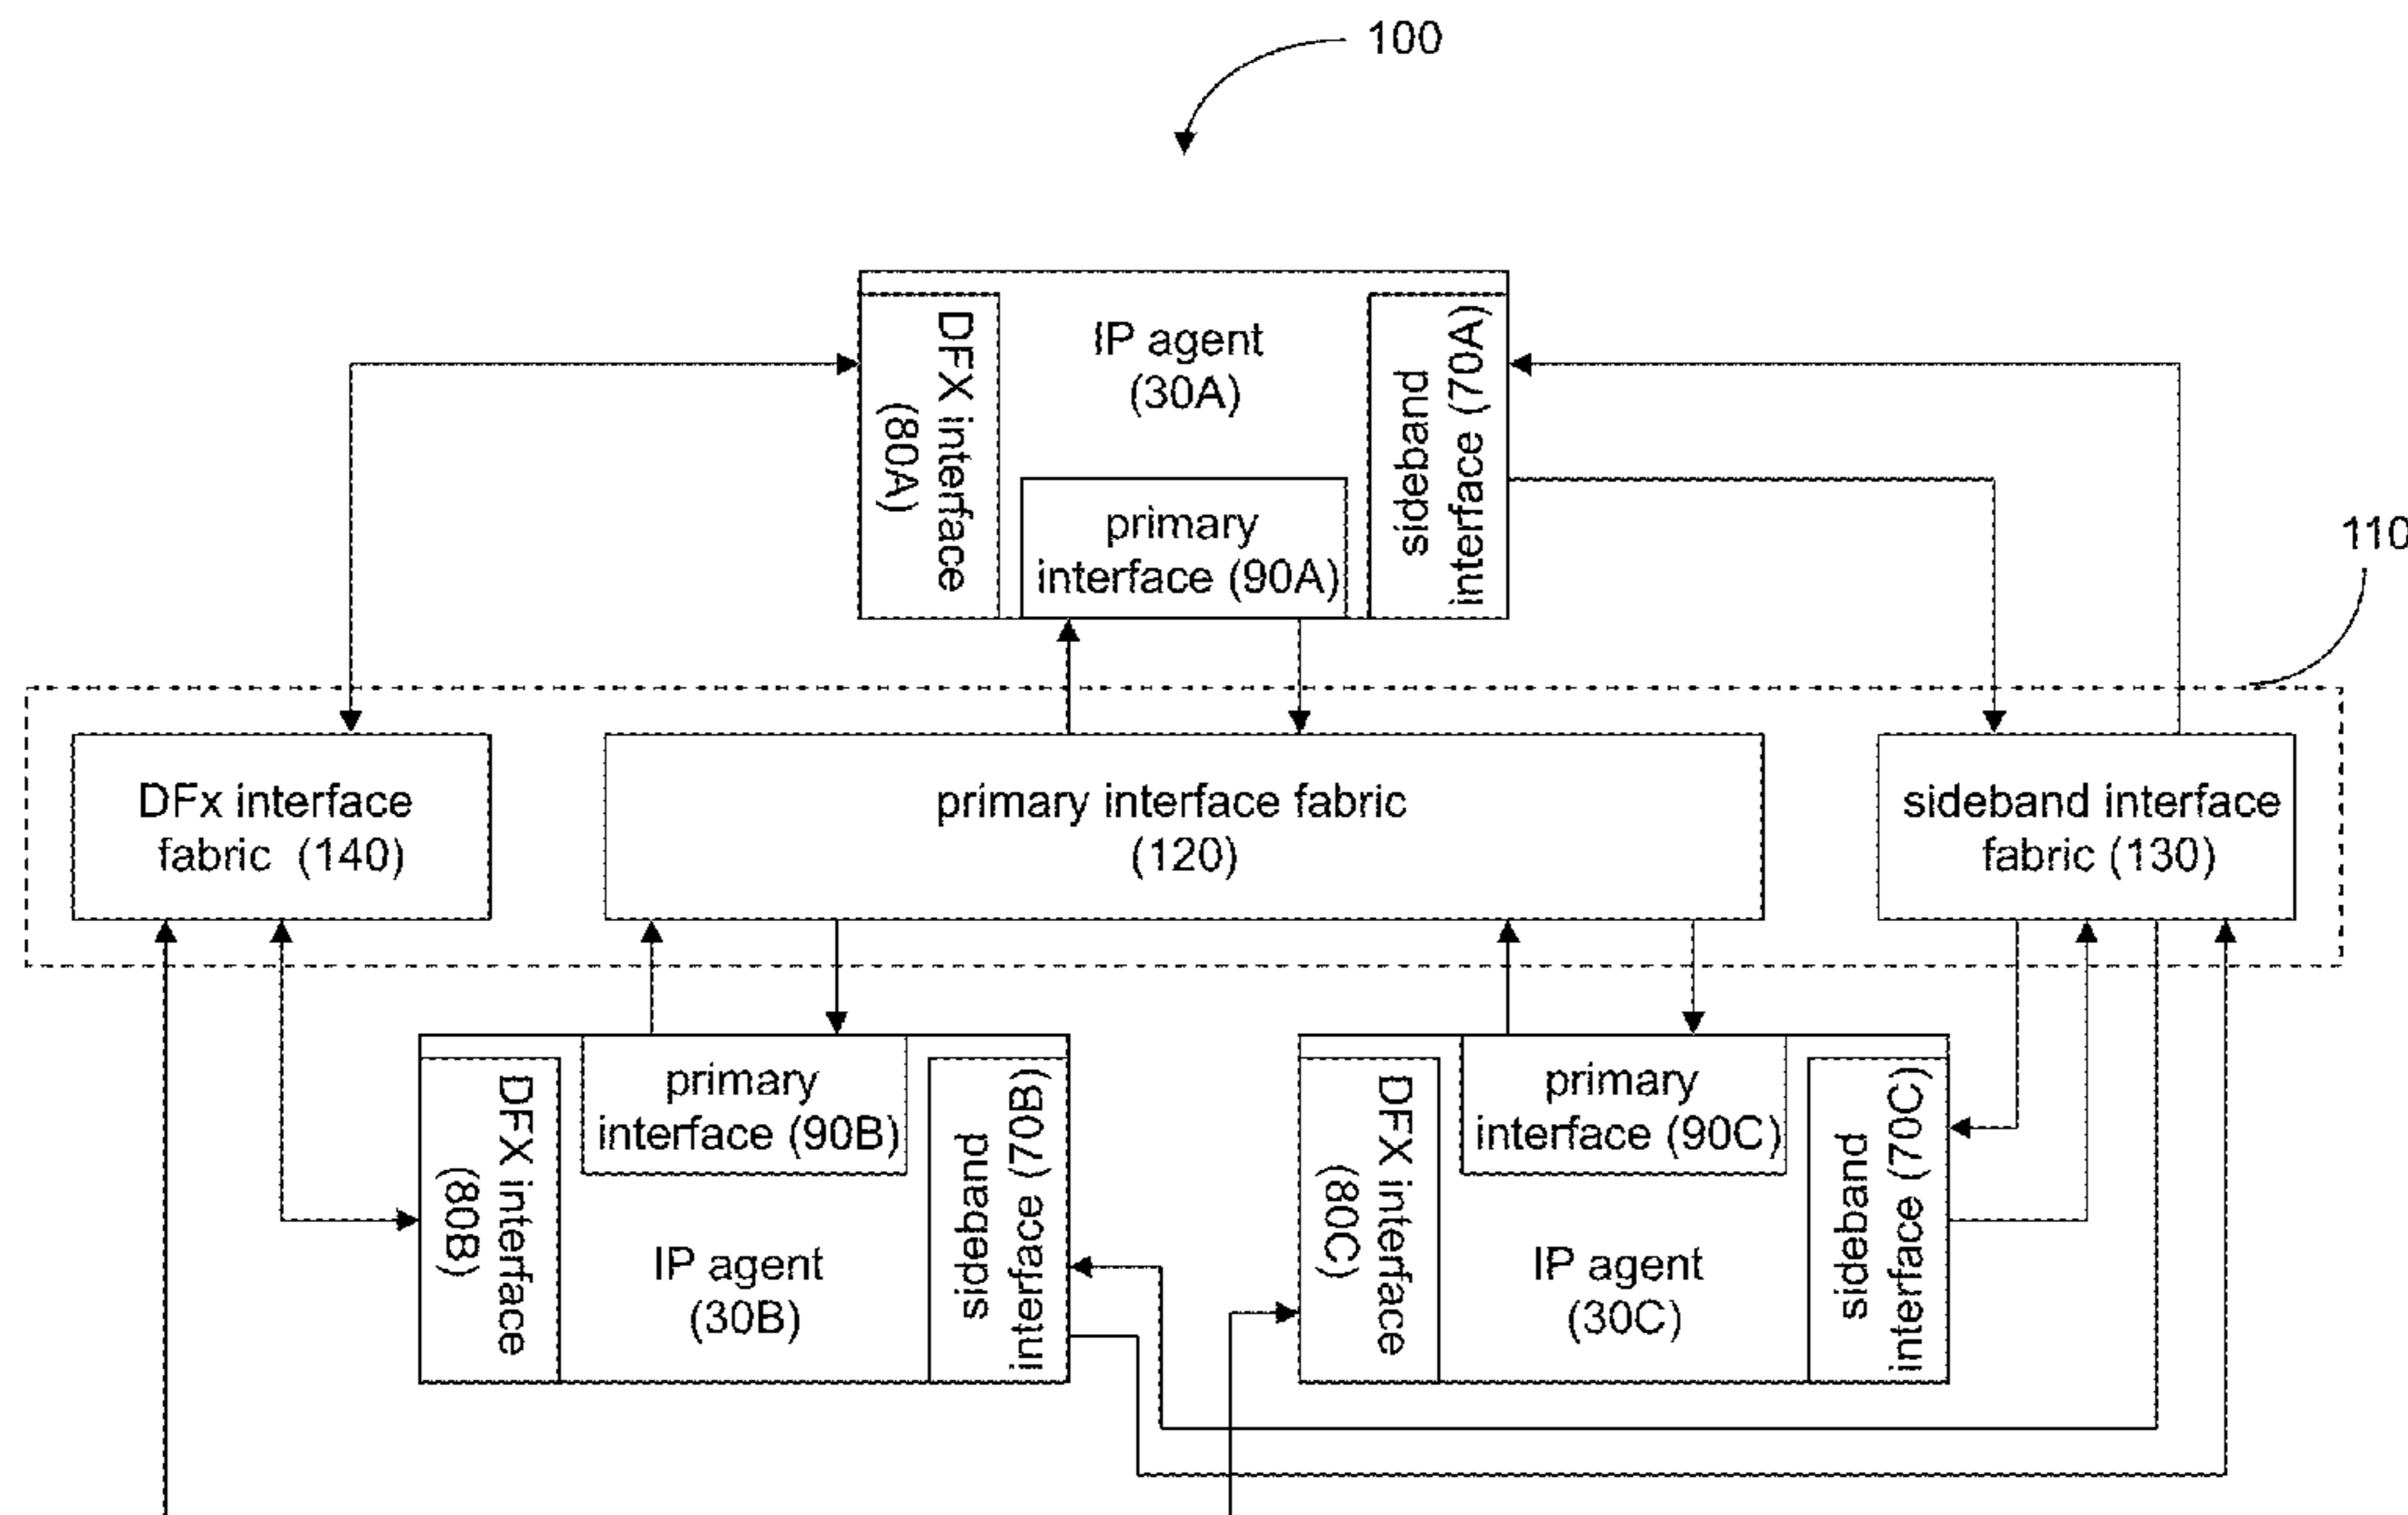 100
DFX interface
(80A)
IP agent
(30A)
primary
interface (90A)
sideband
interface (70A)
110
DFx interface
fabric (140)
primary interface fabric
(120)
sideband interface
fabric (130)
DFX interface
(80B)
primary
interface (90B)
IP agent
(30B)
sideband
interface (70B)
DFX interface
(80C)
primary
interface (90C)
IP agent
(30C)
sideband
interface (70C)